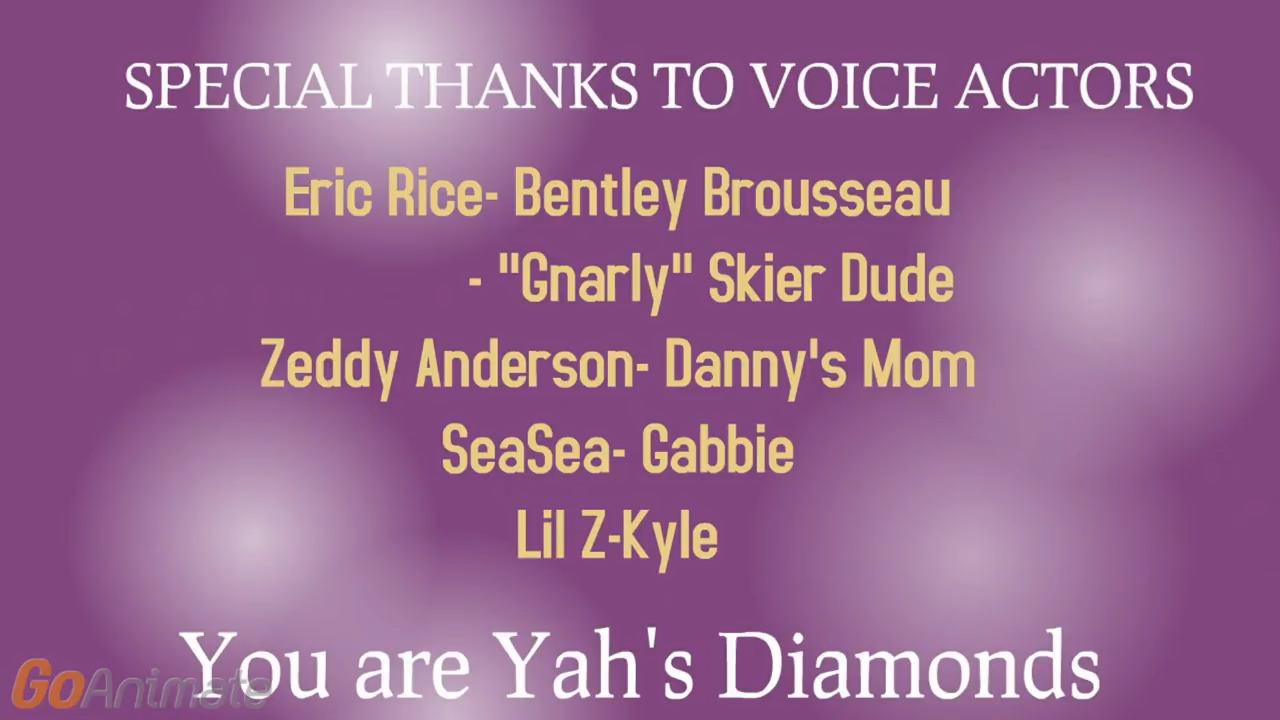 SPECIAL THANKS TO VOICE ACTORS
Eric Rice- Bentley Brousseau
- "Gnarly" Skier Dude
Zeddy Anderson- Danny's Mom
SeaSea- Gabbie
Lil Z-Kyle
You are Yah's Diamonds
GoAnimate